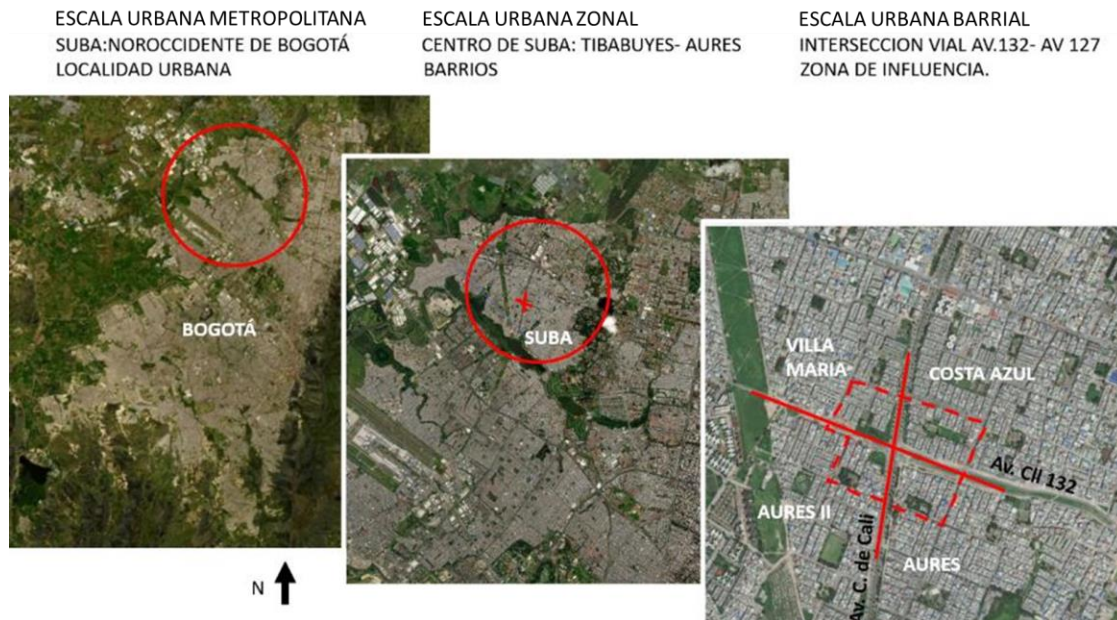 ESCALA URBANA METROPOLITANA
SUBA:NOROCCIDENTE DE BOGOTÁ
LOCALIDAD URBANA
ESCALA URBANA ZONAL
CENTRO DE SUBA: TIBABUYES- AURES
BARRIOS
ESCALA URBANA BARRIAL
INTERSECCION VIAL AV.132- AV 127
ZONA DE INFLUENCIA.
BOGOTÁ
SUBA
VILLA
MARIA
COSTA AZUL
Av. Cll 132
AURES II
Av. C. de Cali
AURES
N